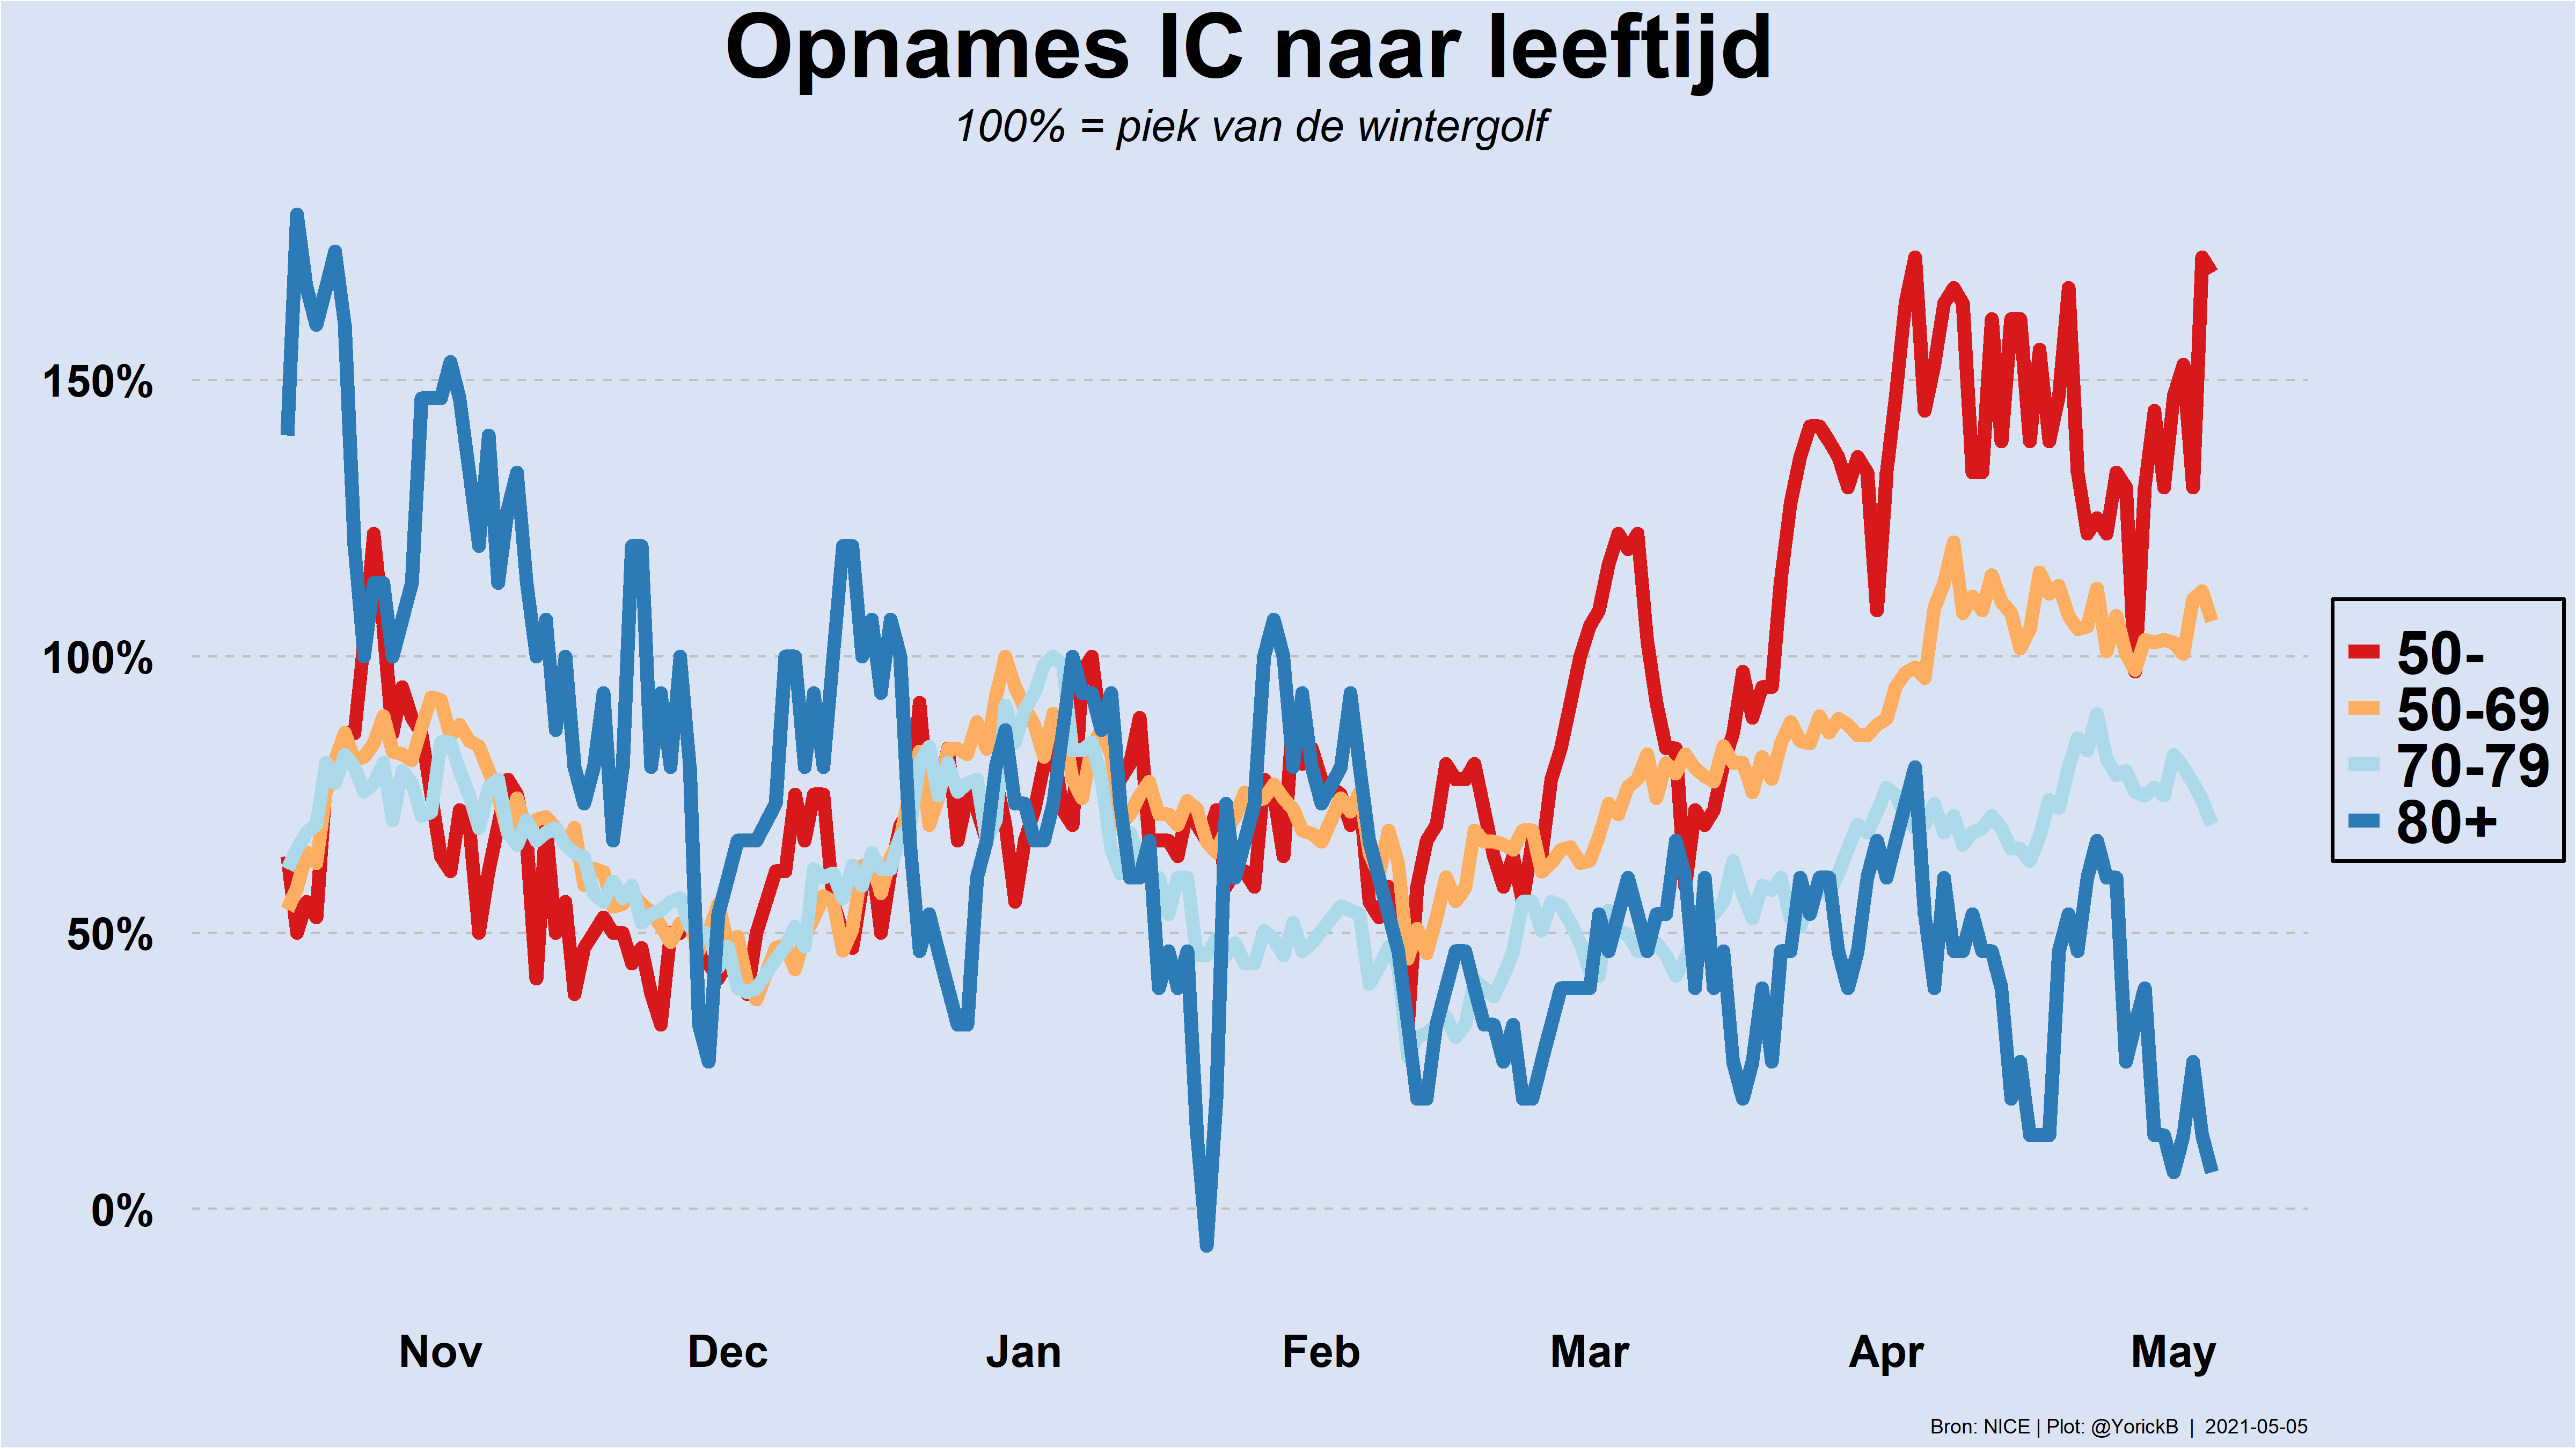 Opnames IC naar leeftijd
100% = piek van de wintergolf
150%
100%
50%
0%
50-
50-69
70-79
80+
Nov Dec Jan Feb Mar Apr May
Bron: NICE | Plot: @YorickB | 2021-05-05